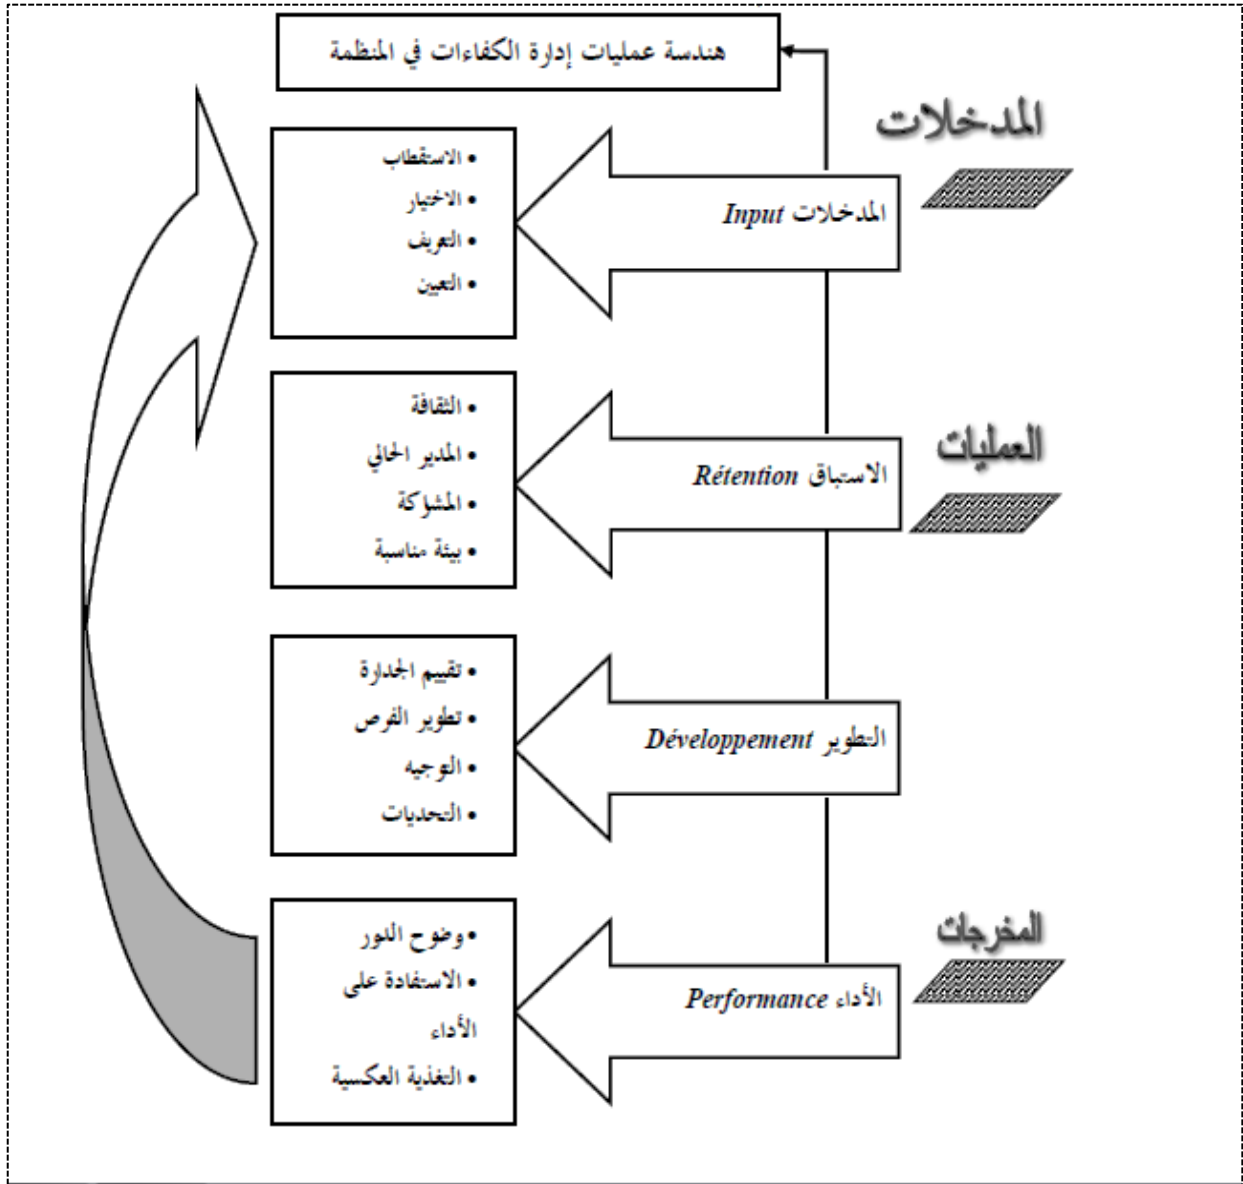 هندسة عمليات إدارة الكفاءات في المنظمة
المدخلات
المدخلات Input
• الاستقطاب
• الاختيار
• التعريف
• التعيين
العمليات
الاستباق Rétention
• الثقافة
• المدير الحالي
• المشوكة
• بيئة مناسبة
التطوير Développement
• تقييم الجدارة
• تطوير الفرص
• التوجيه
• التحديات
المخرجات
الأداء Performance
• وضوح الدور
• الاستفادة على
الأداء
• التغذية العكسية